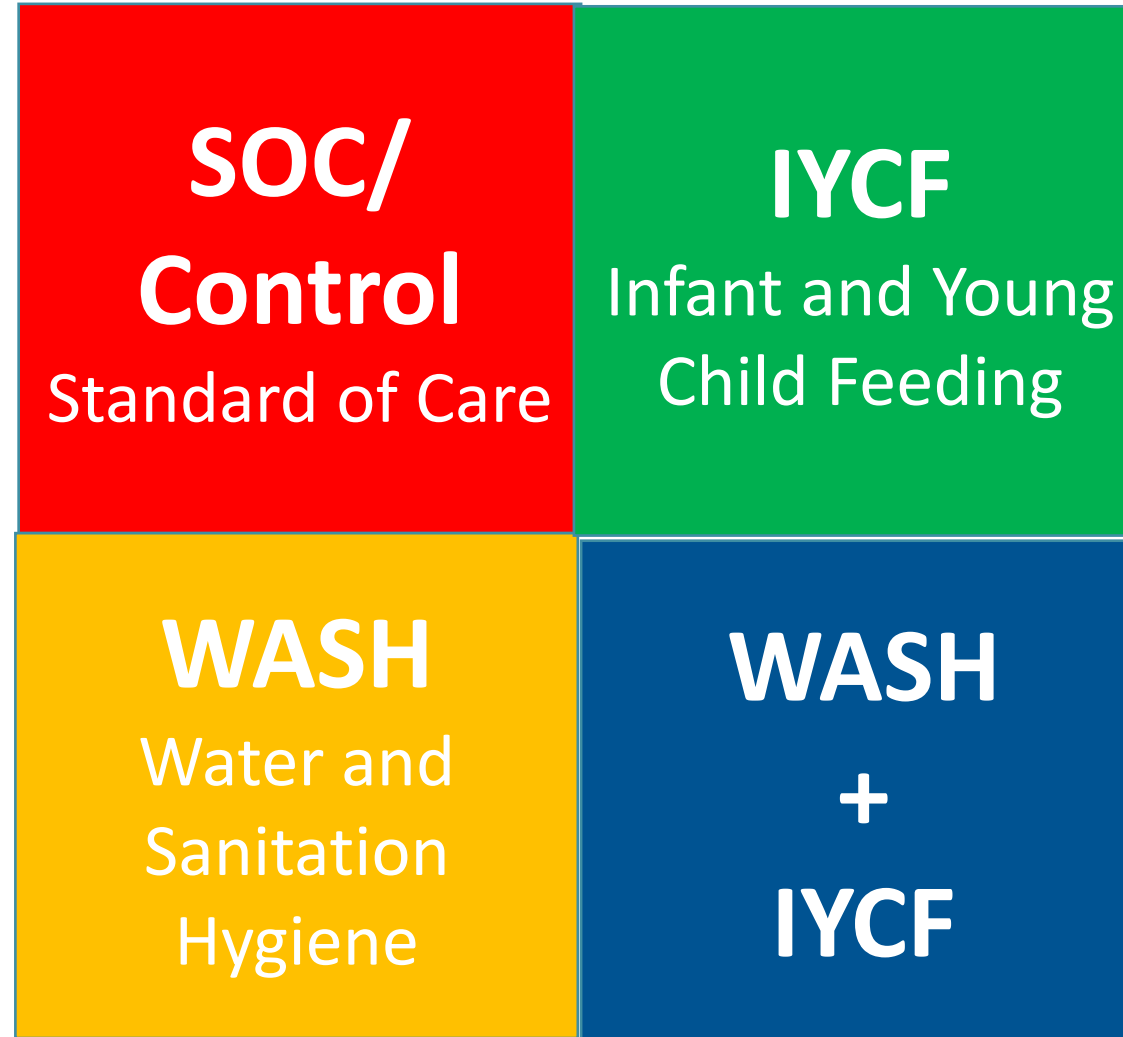 SOC/
Control
Standard of Care
IYCF
Infant and Young
Child Feeding
WASH
Water and
Sanitation
Hygiene
WASH
+
IYCF